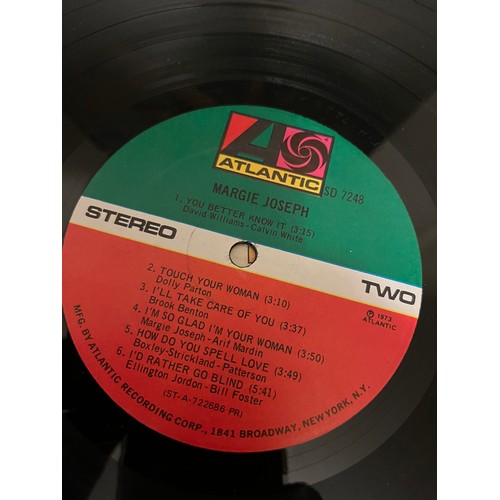 ATLANTIC
SD 7248
MARGIE JOSEPH
1. YOU BETTER KNOW IT (3:15)
David Williams-Calvin White
STEREO
TWO
2. TOUCH YOUR WOMAN (3:10)
Dolly Parton
3. I'LL TAKE CARE OF YOU (3:37)
Brook Benton
4. I'M SO GLAD I'M YOUR WOMAN (3:50)
Margie Joseph-Arif Mardin
5. HOW DO YOU SPELL LOVE (3:49)
Boxley-Strickland-Patterson
6. I'D RATHER GO BLIND (5:41)
Ellington Jordon-Bill Foster
(ST-A-722686 PR)
℗ 1973
ATLANTIC
MFG. BY ATLANTIC RECORDING CORP., 1841 BROADWAY, NEW YORK, N.Y.